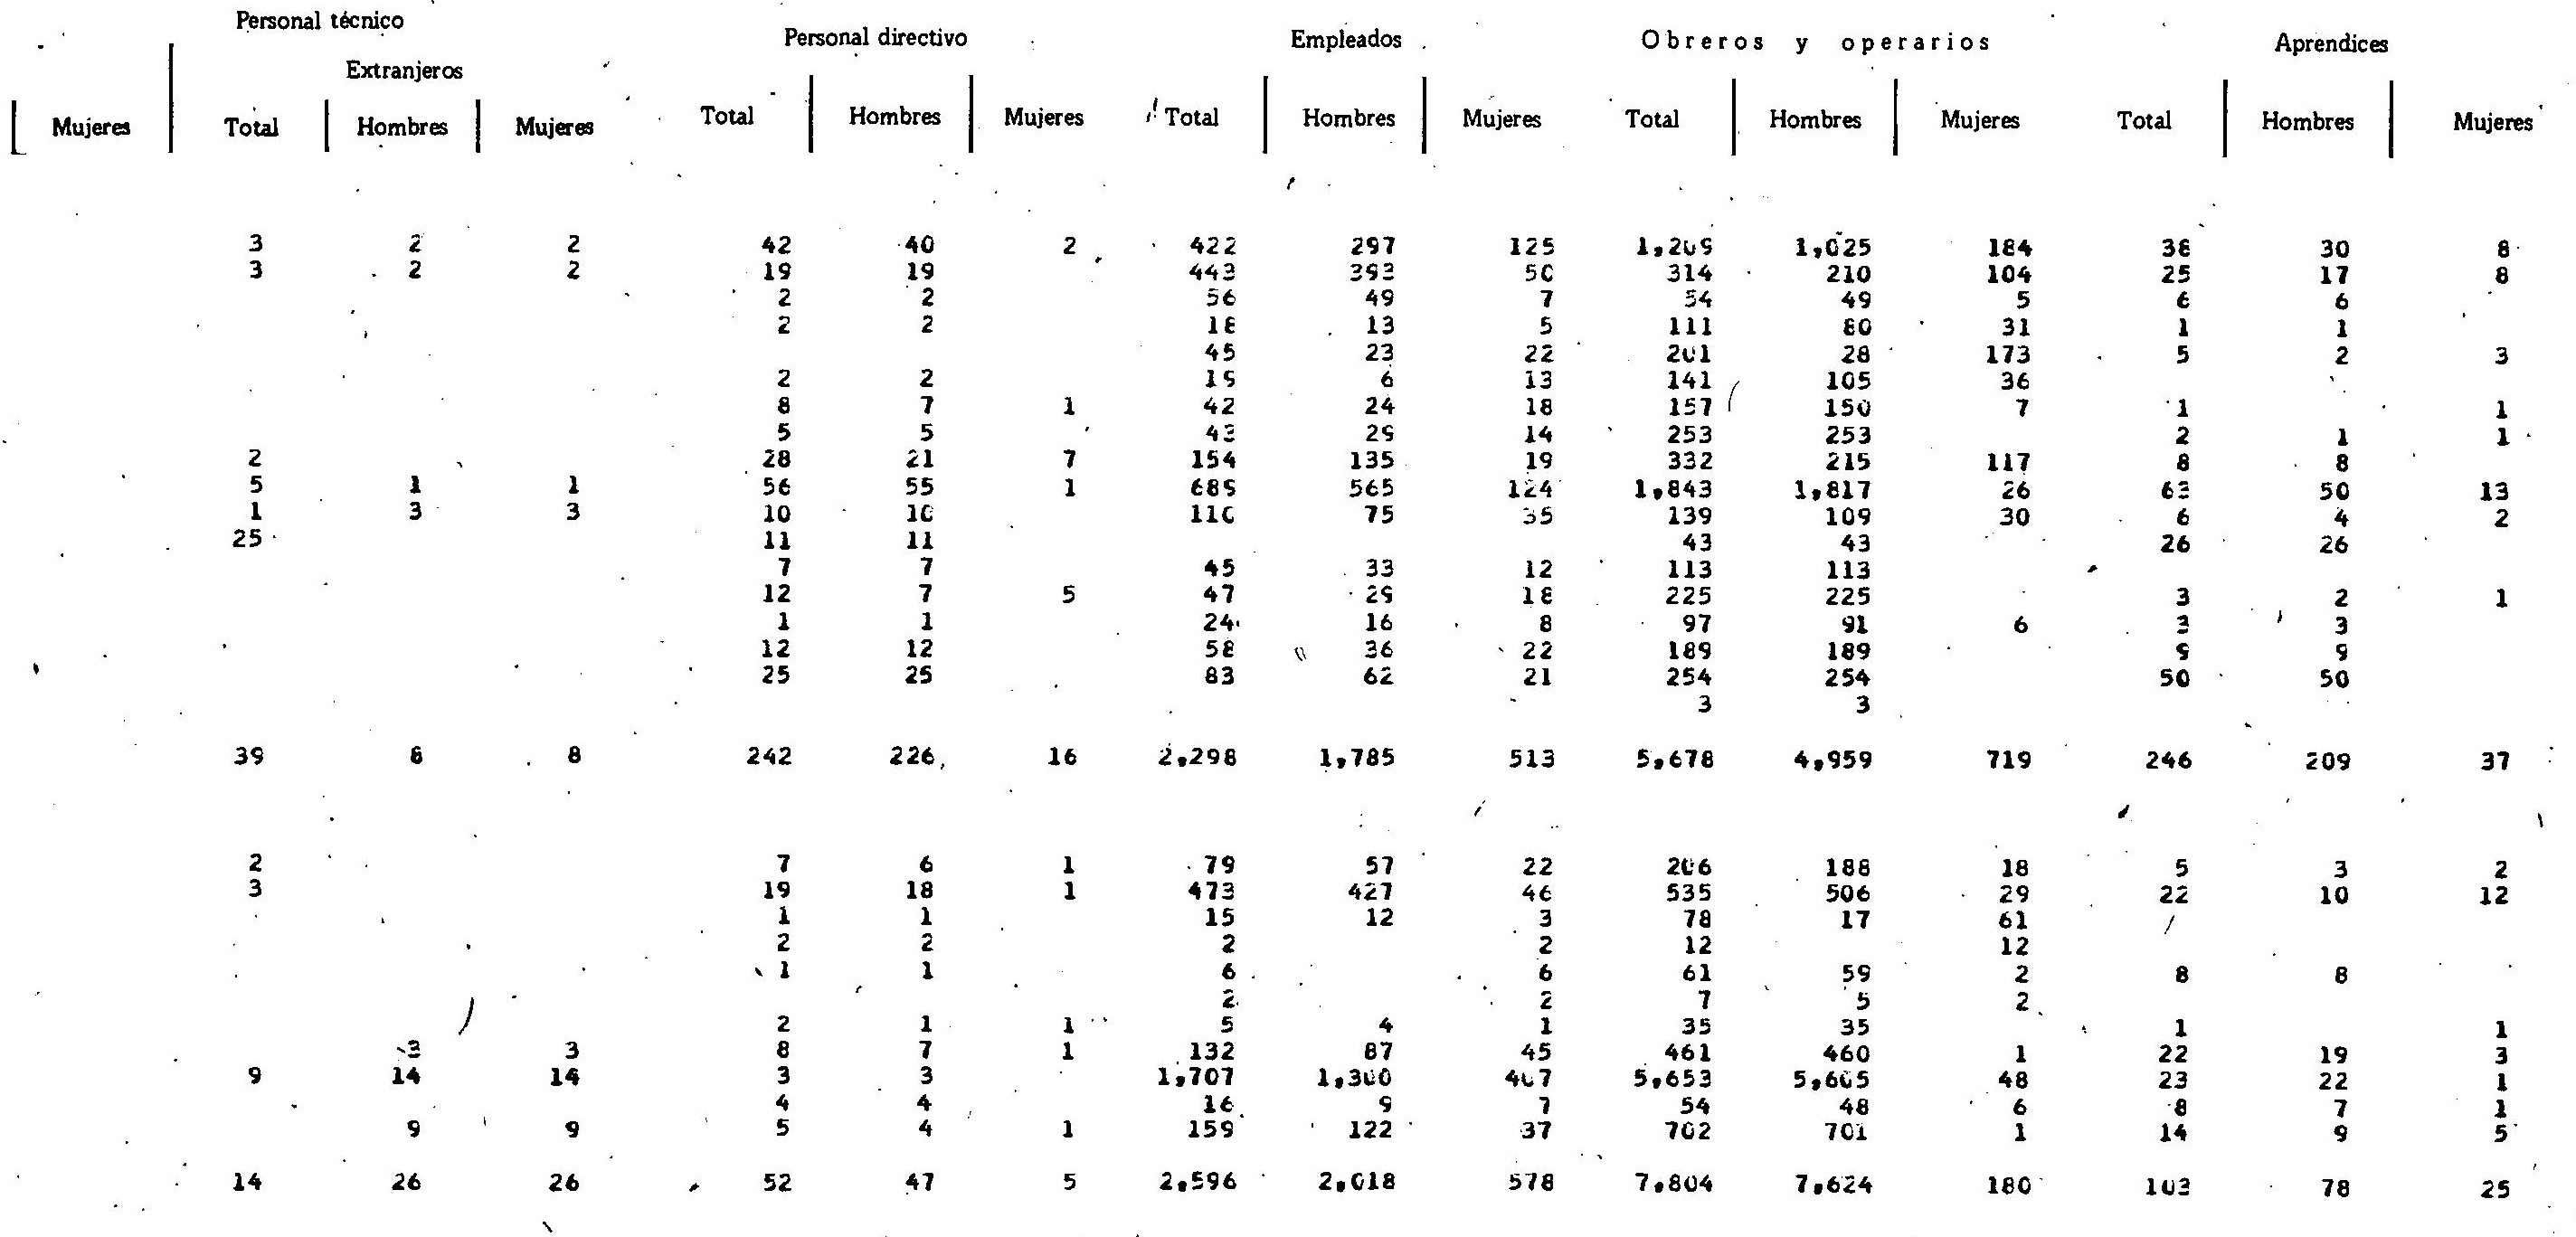 Personal técnico
Personal directivo Empleados Obreros y operarios Aprendices
Extranjeros
Mujeres Total Hombres Mujeres Total Hombres Mujeres Total Hombres Mujeres Total Hombres Mujeres Total Hombres Mujeres
3 2 2 42 40 2 422 297 125 1,209 1,025 184 38 30 8
3 2 2 19 19 443 393 50 314 210 104 25 17 8
2 2 56 49 7 54 49 5 6 6
2 2 18 13 5 111 80 31 1 1
45 23 22 201 28 173 5 2 3
2 2 19 6 13 141 105 36
8 7 1 42 24 18 157 150 7 1 1
5 5 43 29 14 253 253 2 1 1
2 28 21 7 154 135 19 332 215 117 8 8
5 1 1 56 55 1 689 565 124 1,843 1,817 26 63 50 13
1 3 3 10 10 110 75 35 139 109 30 6 4 2
25 11 11 43 43 26 26
7 7 45 33 12 113 113
12 7 5 47 29 18 225 225 3 2 1
1 1 24 16 8 97 91 6 3 3
12 12 58 36 22 189 189 9 9
25 25 83 62 21 254 254 50 50
3 3
39 8 8 242 226 16 2,298 1,785 513 5,678 4,959 719 246 209 37
2 7 6 1 79 57 22 206 188 18 5 3 2
3 19 18 1 473 427 46 535 506 29 22 10 12
1 1 15 12 3 78 17 61
2 2 2 2 12 12
1 1 6 6 61 59 2 8 8
2 2 7 5 2
2 1 1 5 4 1 35 35 1 1
3 3 8 7 1 132 87 45 461 460 1 22 19 3
9 14 14 3 3 1,707 1,300 407 5,653 5,605 48 23 22 1
4 4 16 9 7 54 48 6 8 7 1
9 9 5 4 1 159 122 37 702 701 1 14 9 5
14 26 26 52 47 5 2,596 2,018 578 7,804 7,624 180 103 78 25